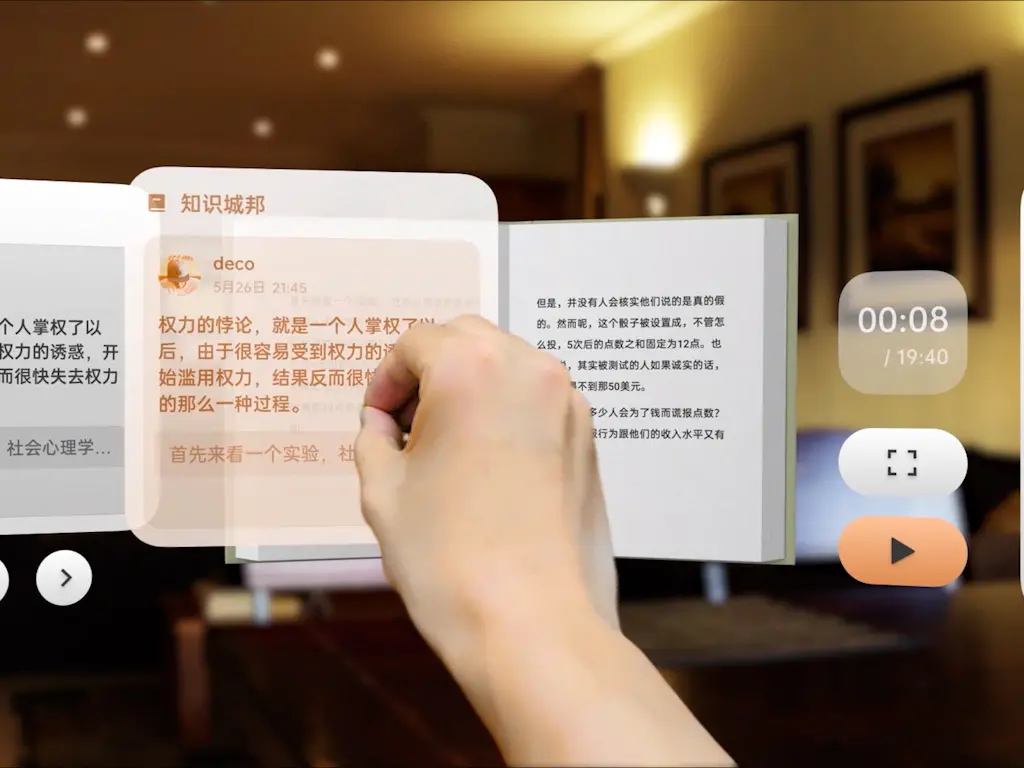 个人掌权了以
权力的诱惑，开
而很快失去权力
社会心理学...
知识城邦
deco
5月26日 21:45
权力的悖论，就是一个人掌权了以
后，由于很容易受到权力的诱
始滥用权力，结果反而很快
的那么一种过程。
首先来看一个实验，社
但是，并没有人会核实他们说的是真的假
的。然而呢，这个骰子被设置成，不管怎
么投，5次后的点数之和固定为12点。也
，其实被测试的人如果诚实的话，
得不到那50美元。
多少人会为了钱而谎报点数？
报行为跟他们的收入水平又有
00:08
/ 19:40